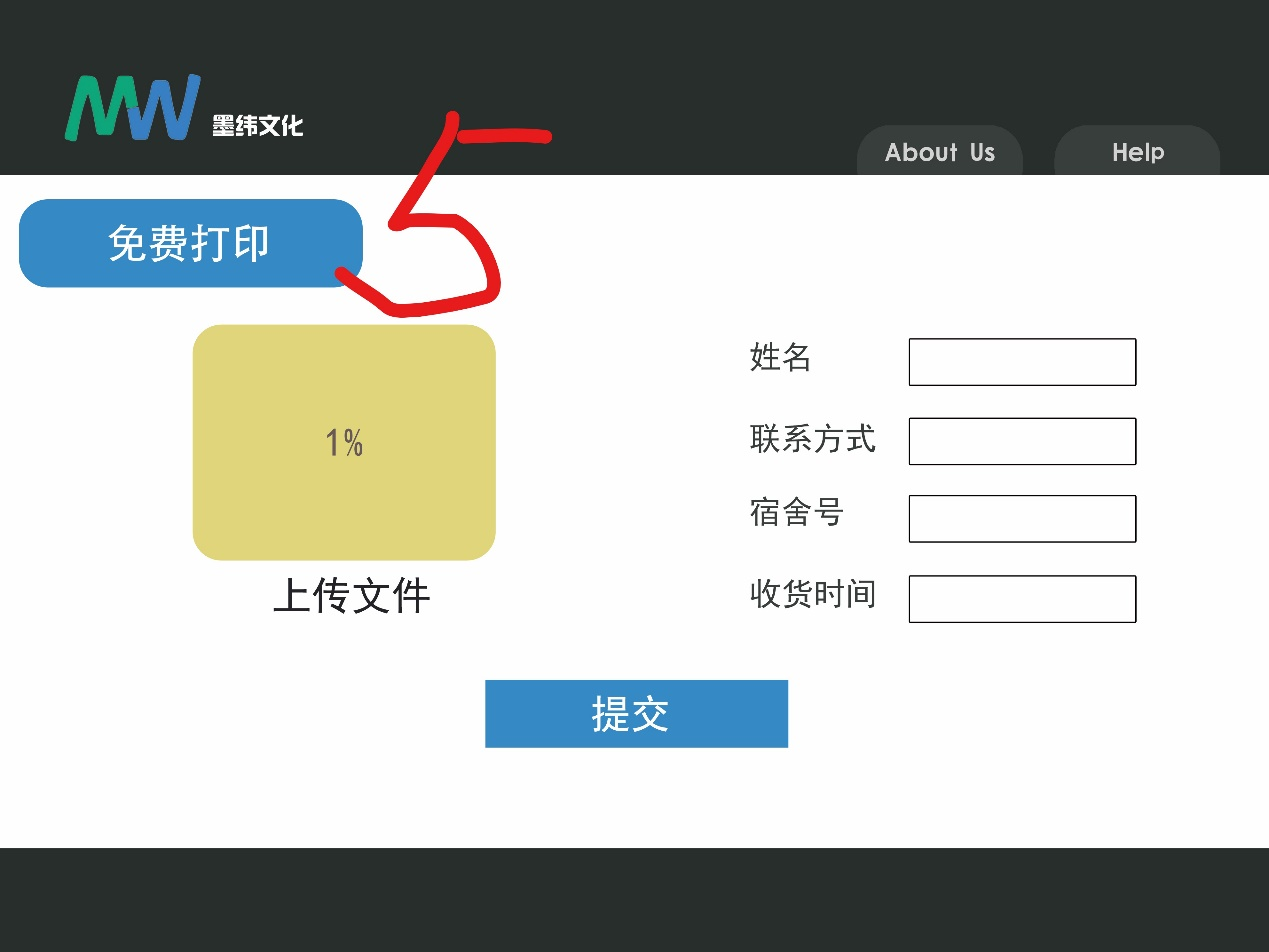 MW 墨纬文化
About Us
Help
免费打印
5
1%
上传文件
姓名
联系方式
宿舍号
收货时间
提交